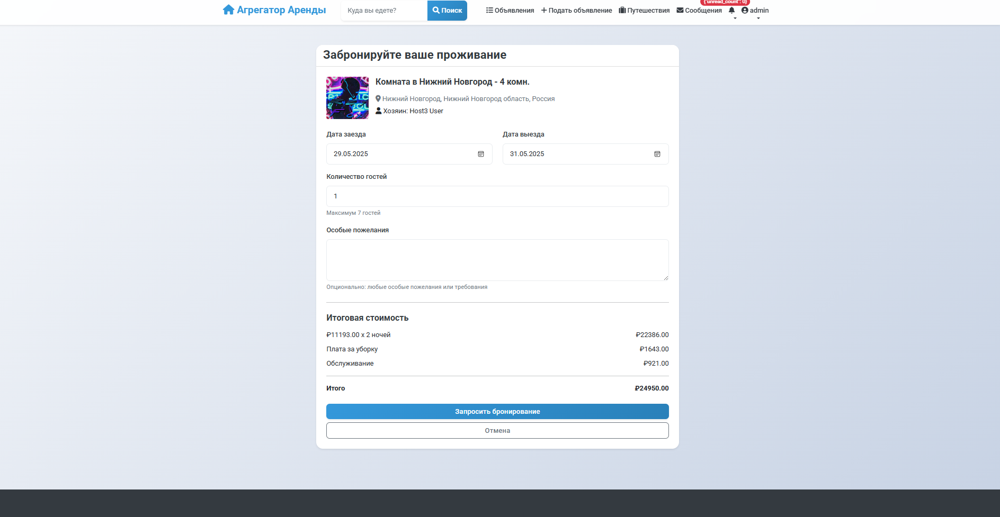 Агрегатор Аренды
Куда вы едете?
Поиск
Объявления
Подать объявление
Путешествия
Сообщения
{"unread_count": 0}
admin
Забронируйте ваше проживание
Комната в Нижний Новгород - 4 комн.
Нижний Новгород, Нижний Новгород область, Россия
Хозяин: Host3 User
Дата заезда
Дата выезда
29.05.2025
31.05.2025
Количество гостей
1
Максимум 7 гостей
Особые пожелания
Опционально: любые особые пожелания или требования
Итоговая стоимость
₽11193.00 x 2 ночей
₽22386.00
Плата за уборку
₽1643.00
Обслуживание
₽921.00
Итого
₽24950.00
Запросить бронирование
Отмена